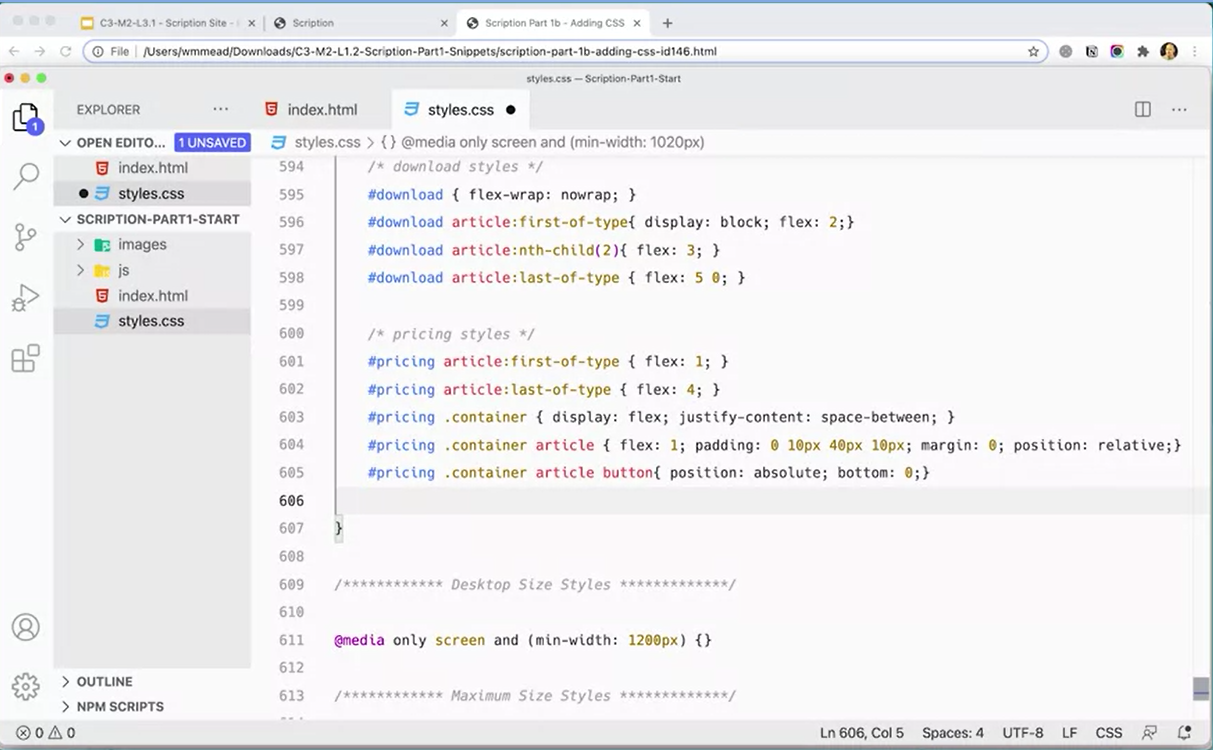 C3-M2-L3.1 - Scription Site -
Scription
Scription Part 1b - Adding CSS
File | /Users/wmmead/Downloads/C3-M2-L1.2-Scription-Part1-Snippets/scription-part-1b-adding-css-id146.html
styles.css — Scription-Part1-Start
EXPLORER
index.html
styles.css
OPEN EDITO... 1 UNSAVED
styles.css > {} @media only screen and (min-width: 1020px)
index.html
styles.css
SCRIPTION-PART1-START
images
js
index.html
styles.css
1
594 /* download styles */
595 #download { flex-wrap: nowrap; }
596 #download article:first-of-type{ display: block; flex: 2;}
597 #download article:nth-child(2){ flex: 3; }
598 #download article:last-of-type { flex: 5 0; }
599
600 /* pricing styles */
601 #pricing article:first-of-type { flex: 1; }
602 #pricing article:last-of-type { flex: 4; }
603 #pricing .container { display: flex; justify-content: space-between; }
604 #pricing .container article { flex: 1; padding: 0 10px 40px 10px; margin: 0; position: relative;}
605 #pricing .container article button{ position: absolute; bottom: 0;}
606
607 }
608
609 /************ Desktop Size Styles *************/
610
611 @media only screen and (min-width: 1200px) {}
612
613 /************ Maximum Size Styles *************/
OUTLINE
NPM SCRIPTS
0 0
Ln 606, Col 5 Spaces: 4 UTF-8 LF CSS